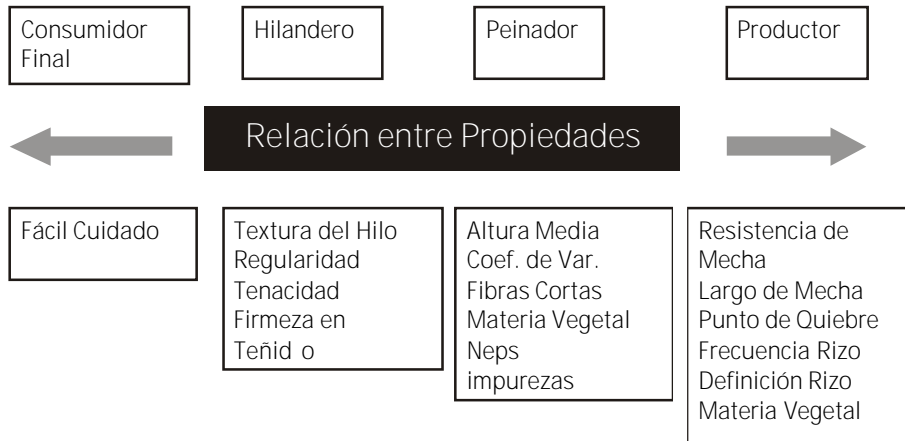 Consumidor
Final
Hilandero
Peinador
Productor
Relación entre Propiedades
Fácil Cuidado
Textura del Hilo
Regularidad
Tenacidad
Firmeza en
Teñid o
Altura Media
Coef. de Var.
Fibras Cortas
Materia Vegetal
Neps
impurezas
Resistencia de
Mecha
Largo de Mecha
Punto de Quiebre
Frecuencia Rizo
Definición Rizo
Materia Vegetal